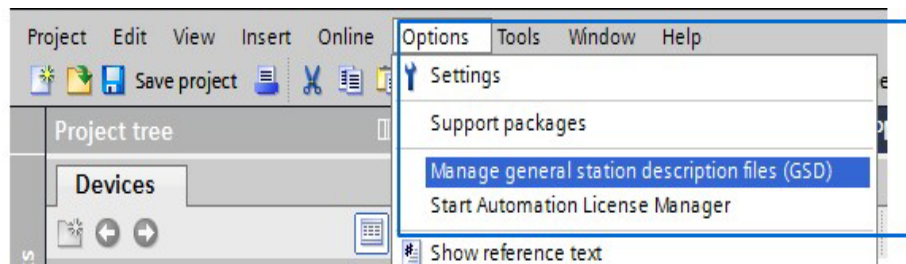 Project Edit View Insert Online Options Tools Window Help
Save project
Settings
Project tree
Support packages
Devices
Manage general station description files (GSD)
Start Automation License Manager
Show reference text